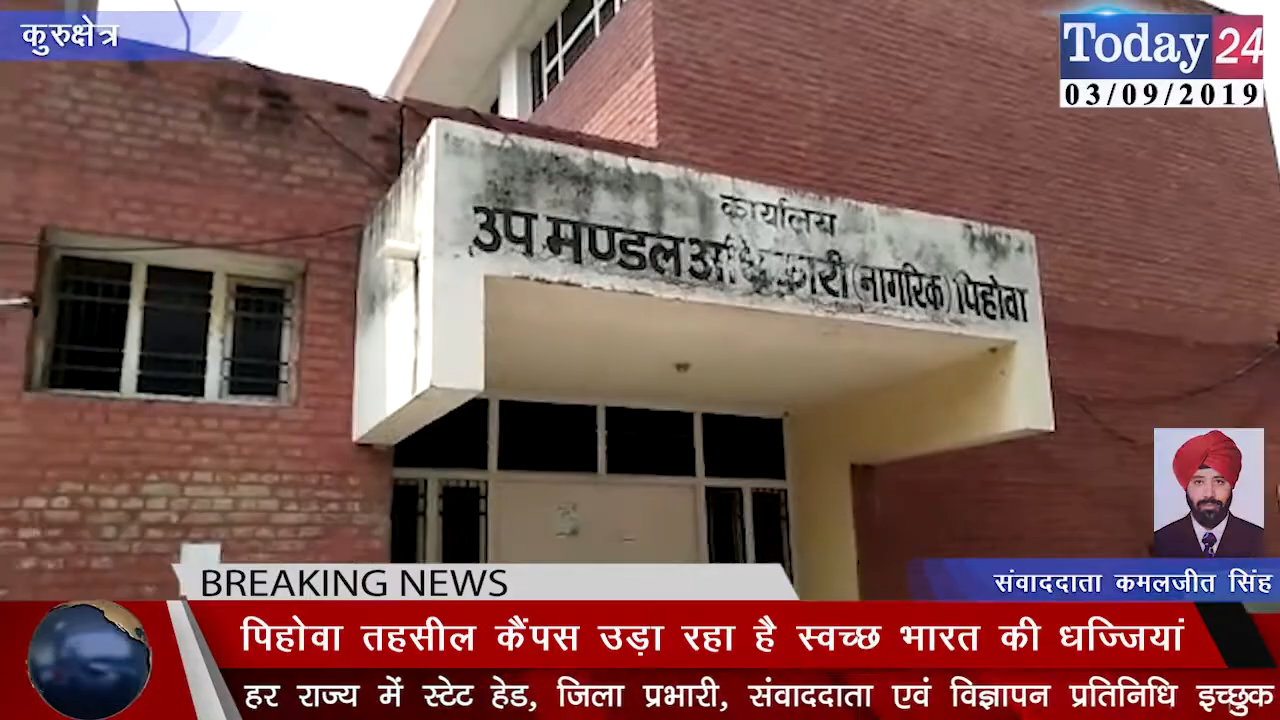 कुरुक्षेत्र
Today 24
03/09/2019
कार्यालय
उप मण्डल अधिकारी (नागरिक) पिहोवा
संवाददाता कमलजीत सिंह
BREAKING NEWS
पिहोवा तहसील कैंपस उड़ा रहा है स्वच्छ भारत की धज्जियां
हर राज्य में स्टेट हेड, जिला प्रभारी, संवाददाता एवं विज्ञापन प्रतिनिधि इच्छुक